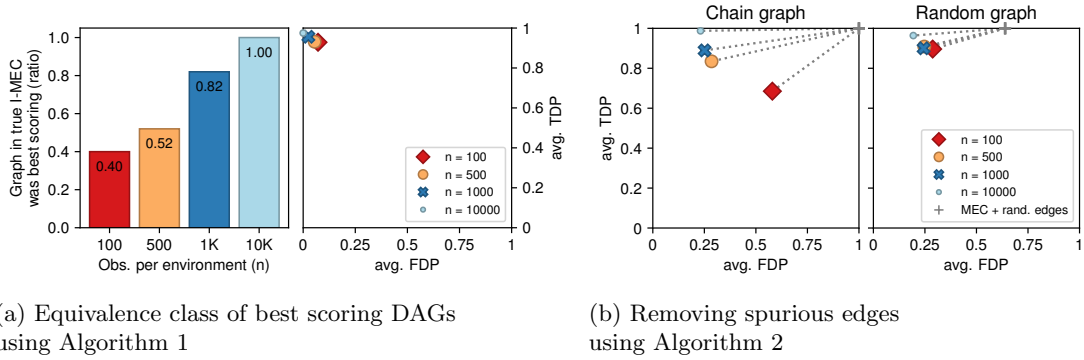 Graph in true I-MEC
was best scoring (ratio)
1.0
0.8
0.6
0.4
0.2
0.0
0.40
0.52
0.82
1.00
100 500 1K 10K
Obs. per environment (n)
n = 100
n = 500
n = 1000
n = 10000
1
0.8
0.6
0.4
0.2
0
avg. TDP
0 0.25 0.5 0.75 1
avg. FDP
Chain graph
avg. TDP
1
0.8
0.6
0.4
0.2
0
0 0.25 0.5 0.75 1
avg. FDP
Random graph
n = 100
n = 500
n = 1000
n = 10000
MEC + rand. edges
0 0.25 0.5 0.75 1
avg. FDP
(a) Equivalence class of best scoring DAGs
using Algorithm 1
(b) Removing spurious edges
using Algorithm 2